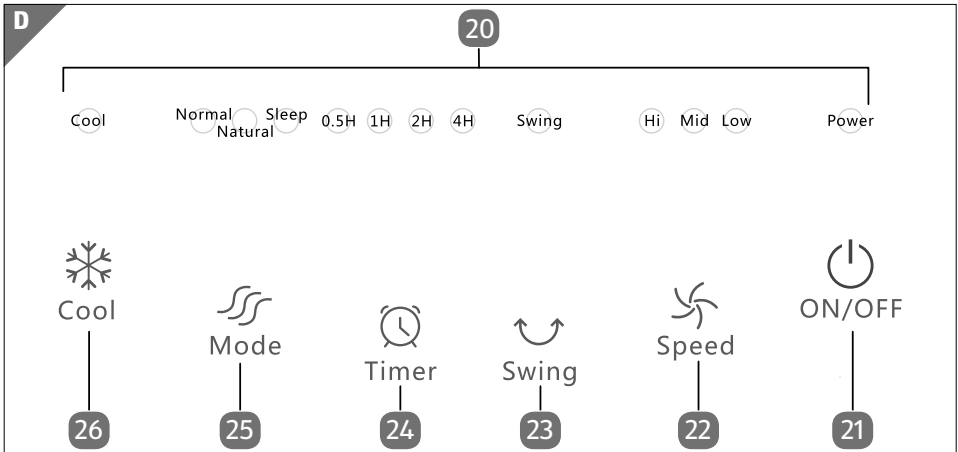 D
20
Cool Normal Natural Sleep 0.5H 1H 2H 4H Swing Hi Mid Low Power
Cool Mode Timer Swing Speed ON/OFF
26 25 24 23 22 21